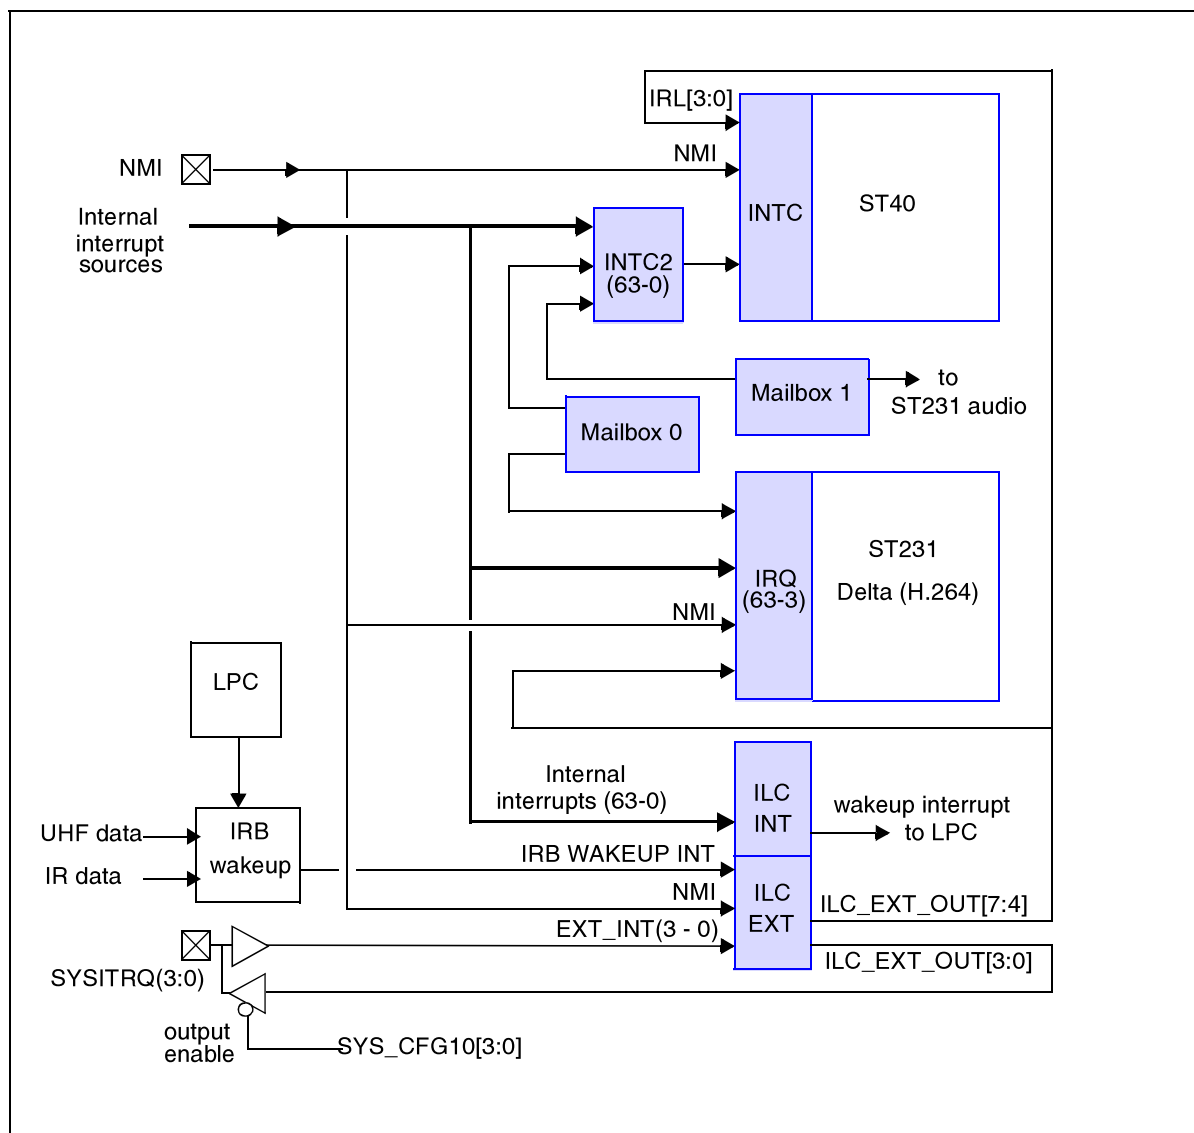 IRL[3:0]
NMI
NMI
Internal
interrupt
sources
INTC
ST40
INTC2
(63-0)
Mailbox 1
to
ST231 audio
Mailbox 0
IRQ
(63-3)
ST231
Delta (H.264)
NMI
LPC
Internal
interrupts (63-0)
ILC
INT
wakeup interrupt
to LPC
UHF data
IR data
IRB
wakeup
IRB WAKEUP INT
NMI
ILC
EXT
ILC_EXT_OUT[7:4]
EXT_INT(3 - 0)
ILC_EXT_OUT[3:0]
SYSITRQ(3:0)
output
enable
SYS_CFG10[3:0]